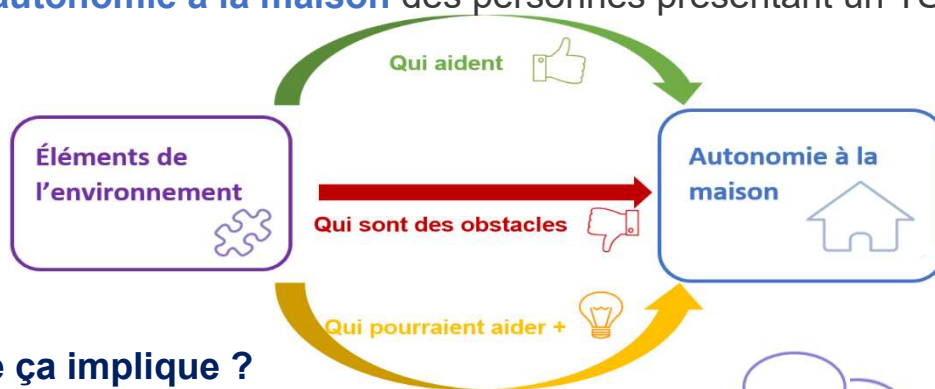 autonomie à la maison des personnes présentant un
Qui aident
Éléments de
l'environnement
Autonomie à la
maison
Qui sont des obstacles
Qui pourraient aider +
ça implique ?